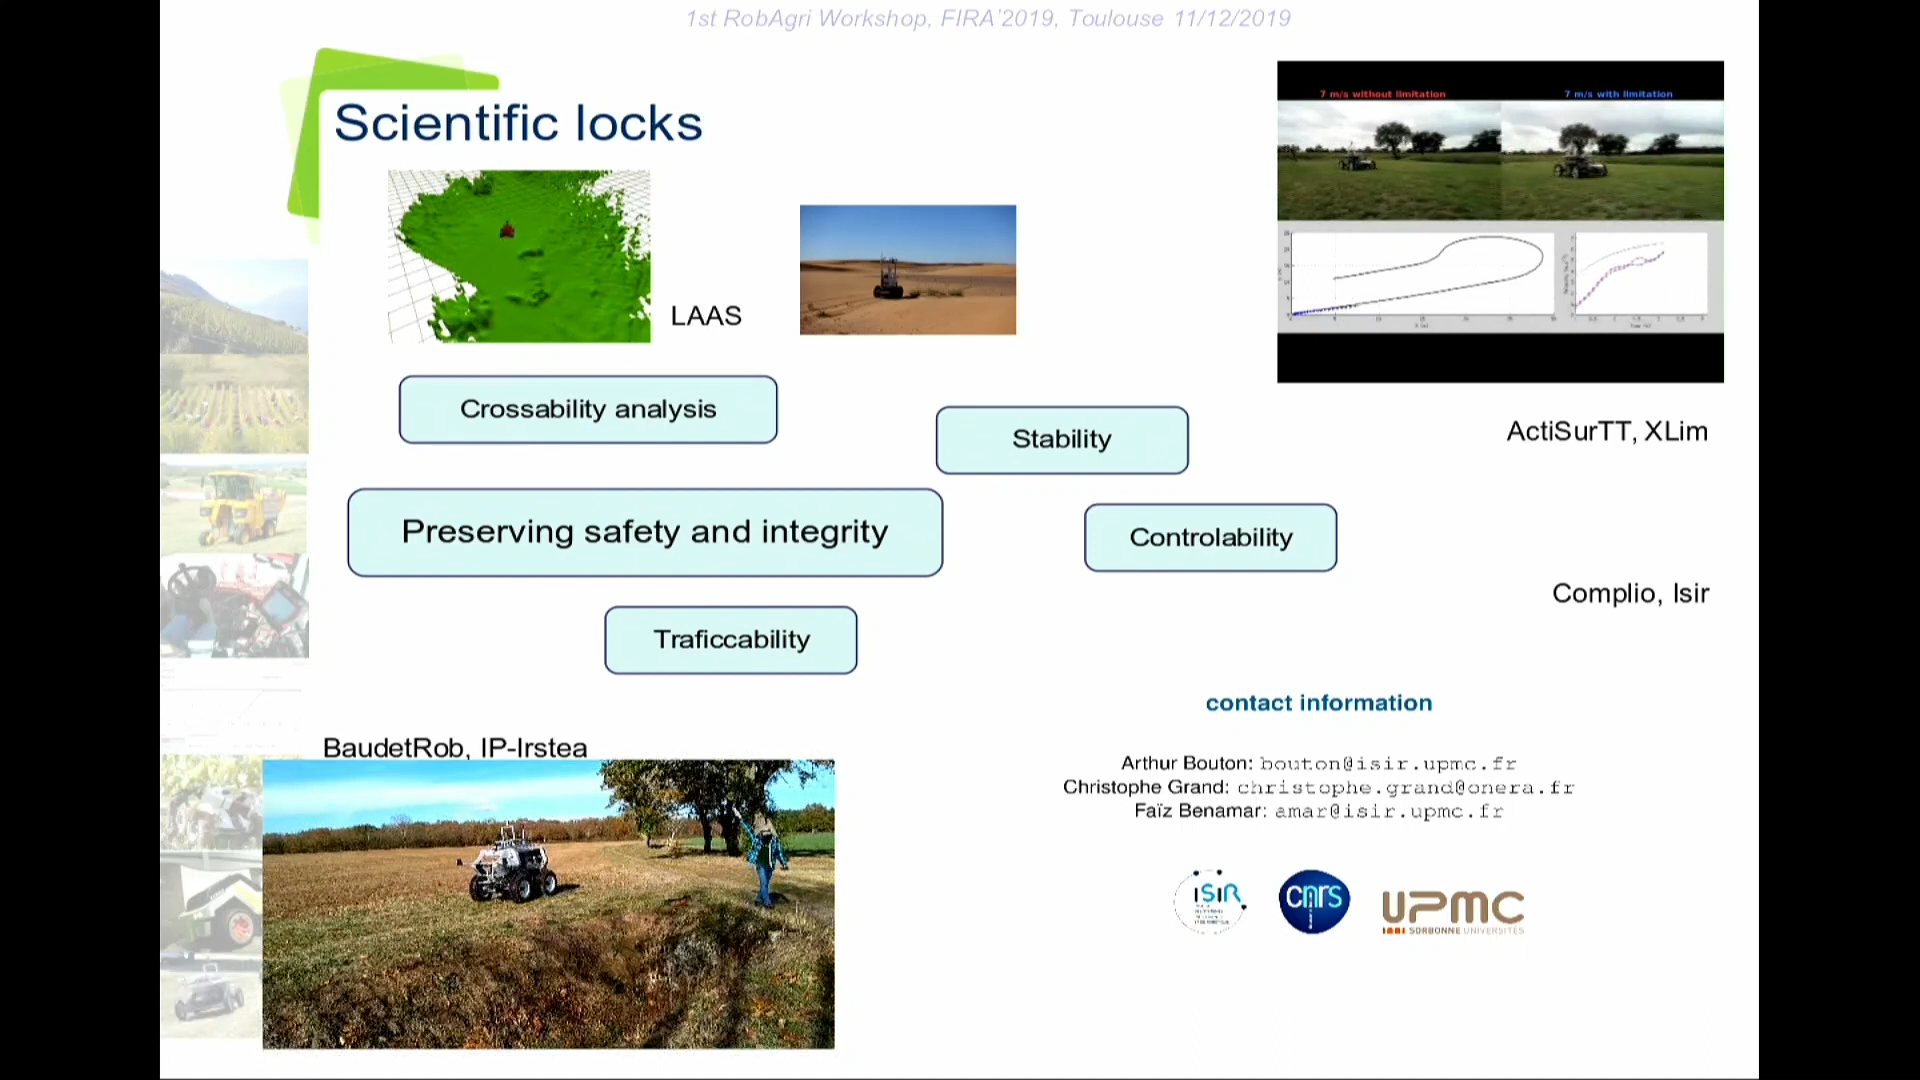 1st RobAgri Workshop, FIRA'2019, Toulouse 11/12/2019
Scientific locks
7 m/s without limitation
7 m/s with limitation
LAAS
Crossability analysis
Stability
ActiSurTT, XLim
Preserving safety and integrity
Controlability
Complio, Isir
Traficcability
contact information
BaudetRob, IP-Irstea
Arthur Bouton: bouton@isir.upmc.fr
Christophe Grand: christophe.grand@onera.fr
Faïz Benamar: amar@isir.upmc.fr
ISIR
cnrs
UPMC
SORBONNE UNIVERSITÉS